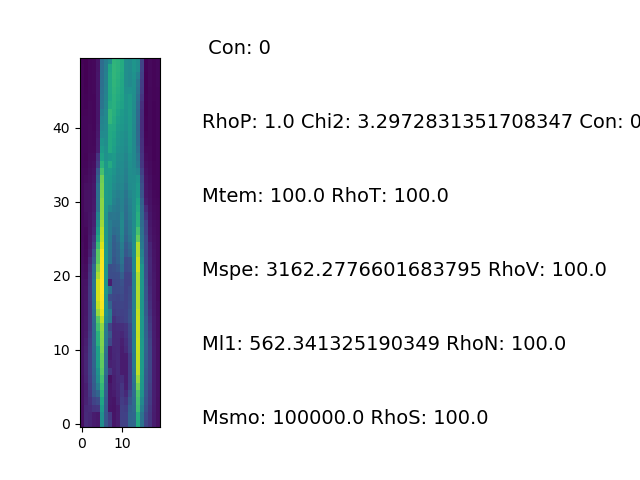 Con: 0
RhoP: 1.0 Chi2: 3.2972831351708347 Con: 0
40
Mtem: 100.0 RhoT: 100.0
30
Mspe: 3162.2776601683795 RhoV: 100.0
20
Ml1: 562.341325190349 RhoN: 100.0
10
Msmo: 100000.0 RhoS: 100.0
0
0 10